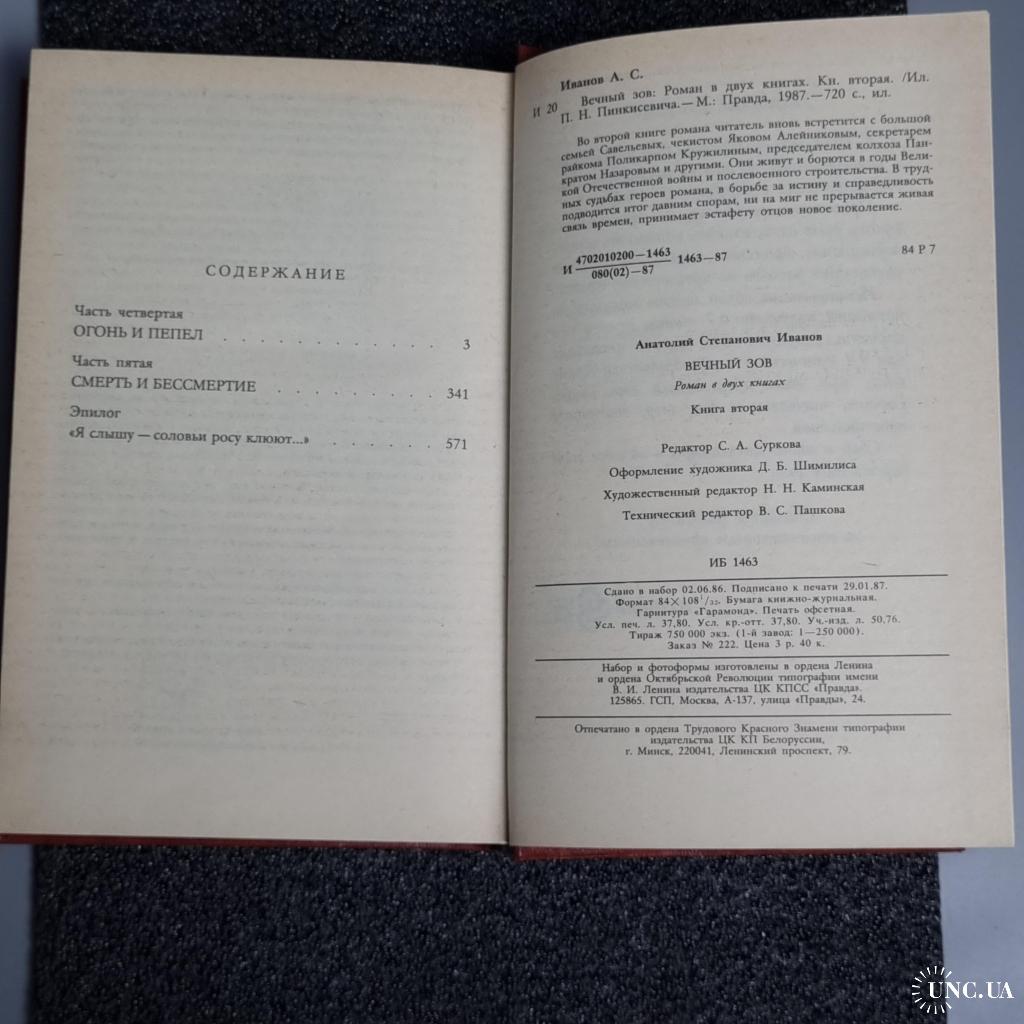 СОДЕРЖАНИЕ
Часть четвертая
ОГОНЬ И ПЕПЕЛ . . . . . . . . . . . . 3
Часть пятая
СМЕРТЬ И БЕССМЕРТИЕ . . . . . . . . . 341
Эпилог
«Я слышу — соловьи росу клюют...» . . . . . . 571
Иванов А. С.
И 20 Вечный зов: Роман в двух книгах. Кн. вторая. /Ил.
П. Н. Пинкисевича.— М.: Правда, 1987.—720 с., ил.
Во второй книге романа читатель вновь встретится с большой
семьей Савельевых, чекистом Яковом Алейниковым, секретарем
райкома Поликарпом Кружилиным, председателем колхоза Пан-
кратом Назаровым и другими. Они живут и борются в годы Вели-
кой Отечественной войны и послевоенного строительства. В труд-
ных судьбах героев романа, в борьбе за истину и справедливость
подводится итог давним спорам, ни на миг не прерывается живая
связь времен, принимает эстафету отцов новое поколение.
И 4702010200—1463 1463—87 84 Р 7
080(02)—87
Анатолий Степанович Иванов
ВЕЧНЫЙ ЗОВ
Роман в двух книгах
Книга вторая
Редактор С. А. Суркова
Оформление художника Д. Б. Шимилиса
Художественный редактор Н. Н. Каминская
Технический редактор В. С. Пашкова
ИБ 1463
Сдано в набор 02.06.86. Подписано к печати 29.01.87.
Формат 84×108¹/₃₂. Бумага книжно-журнальная.
Гарнитура «Гарамонд». Печать офсетная.
Усл. печ. л. 37,80. Усл. кр.-отт. 37,80. Уч.-изд. л. 50,76.
Тираж 750 000 экз. (1-й завод: 1—250 000).
Заказ № 222. Цена 3 р. 40 к.
Набор и фотоформы изготовлены в ордена Ленина
и ордена Октябрьской Революции типографии имени
В. И. Ленина издательства ЦК КПСС «Правда».
125865. ГСП, Москва, А-137, улица «Правды», 24.
Отпечатано в ордена Трудового Красного Знамени типографии
издательства ЦК КП Белоруссии,
г. Минск, 220041, Ленинский проспект, 79.
UNC.UA